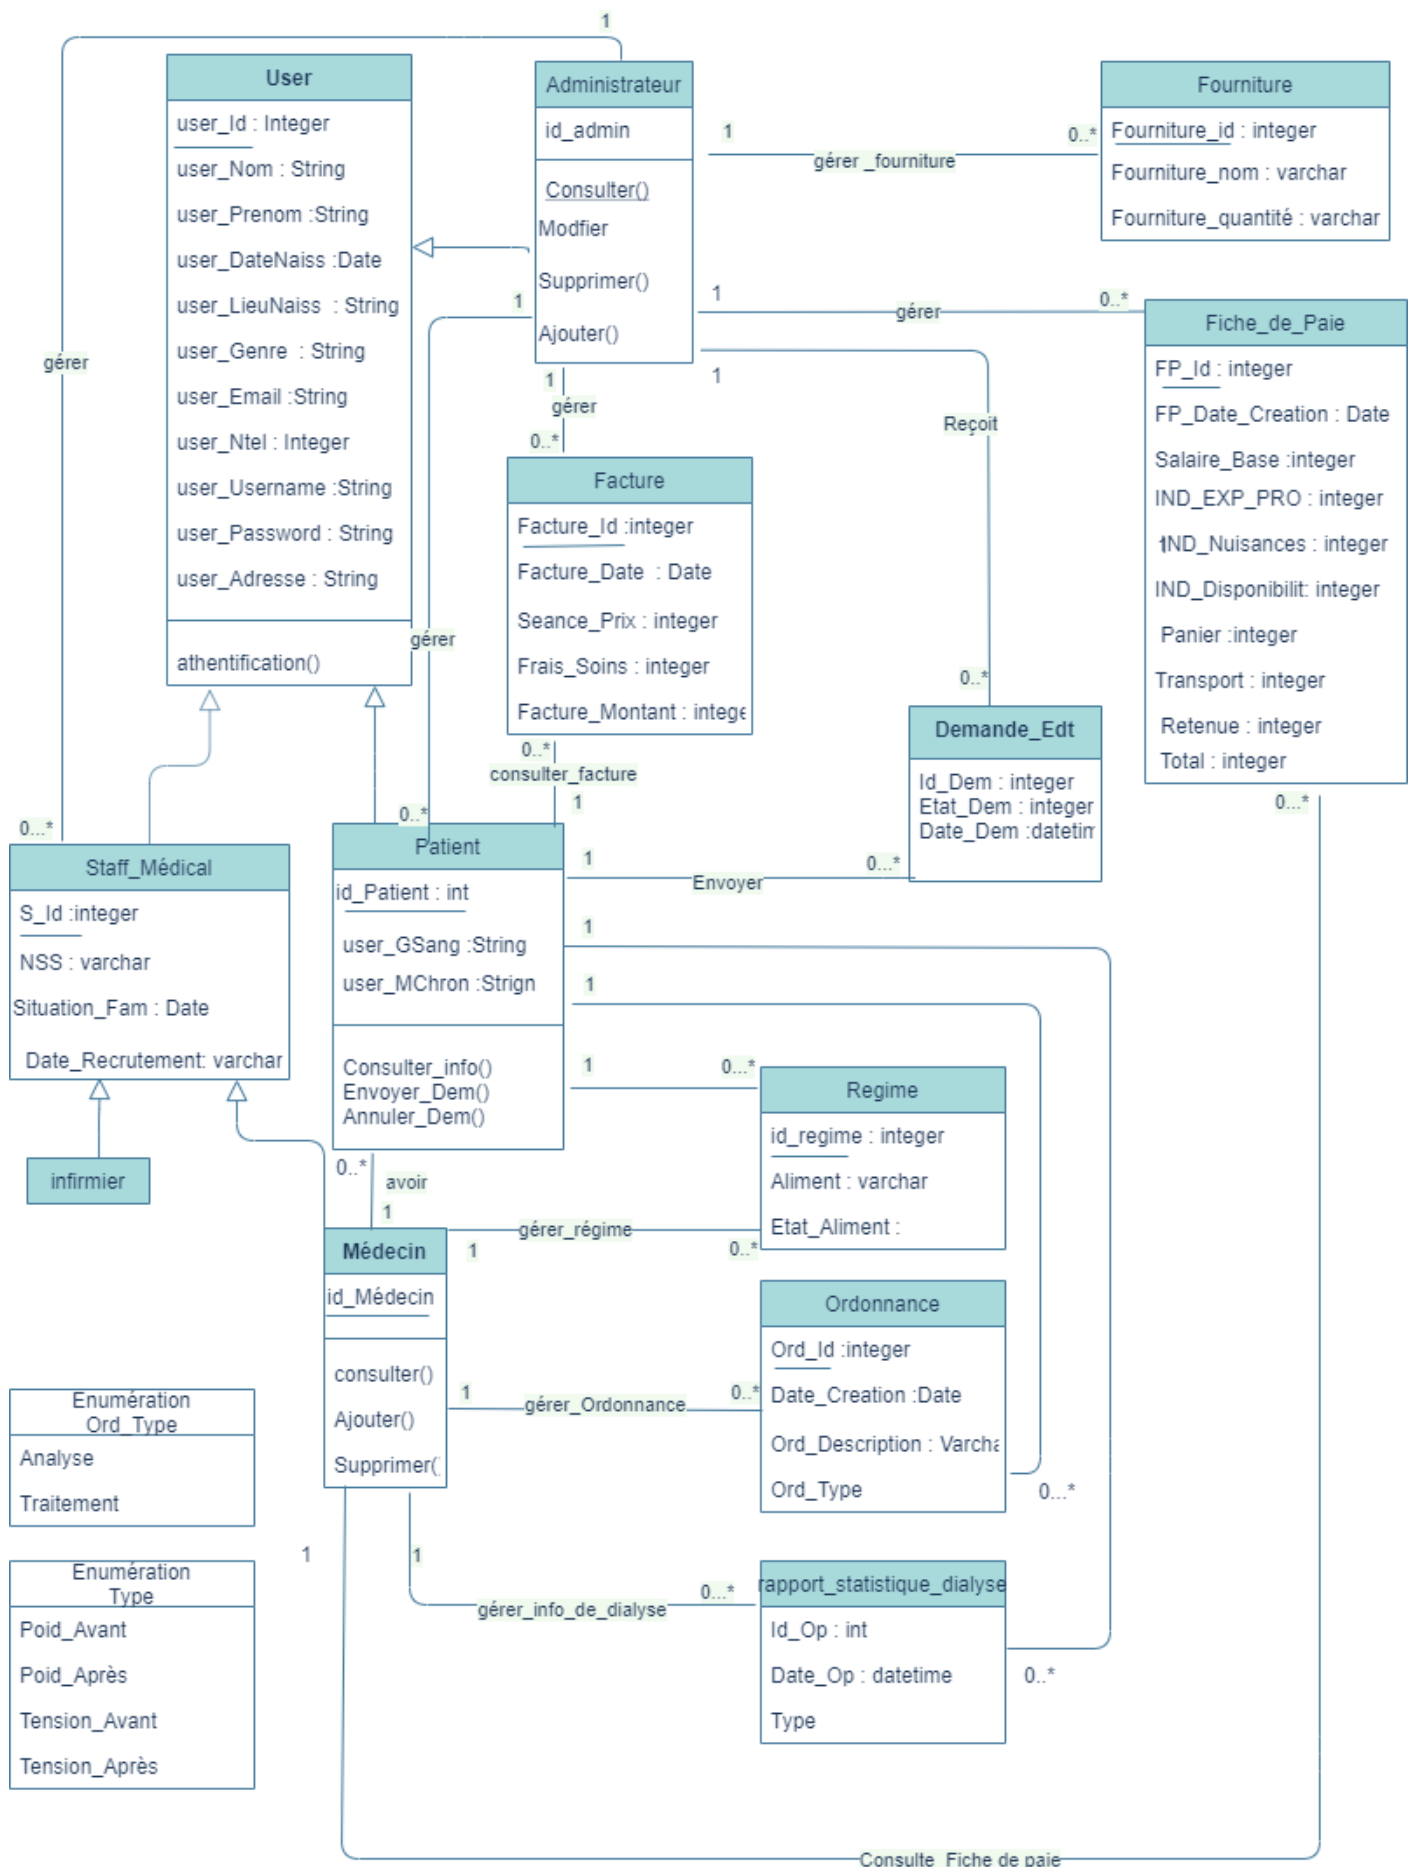 1
User
user_Id : Integer
user_Nom : String
user_Prenom :String
user_DateNaiss :Date
user_LieuNaiss : String
user_Genre : String
user_Email :String
user_Ntel : Integer
user_Username :String
user_Password : String
user_Adresse : String
athentification()
Administrateur
id_admin
Consulter()
Modfier
Supprimer()
Ajouter()
1
0..*
gérer _fourniture
Fourniture
Fourniture_id : integer
Fourniture_nom : varchar
Fourniture_quantité : varchar
gérer
1
1
0..*
gérer
1
1
gérer
0..*
Reçoit
Fiche_de_Paie
FP_Id : integer
FP_Date_Creation : Date
Salaire_Base :integer
IND_EXP_PRO : integer
IND_Nuisances : integer
IND_Disponibilit: integer
Panier :integer
Transport : integer
Retenue : integer
Total : integer
Facture
Facture_Id :integer
Facture_Date : Date
Seance_Prix : integer
Frais_Soins : integer
Facture_Montant : intege
gérer
0..*
0..*
consulter_facture
1
Demande_Edt
Id_Dem : integer
Etat_Dem : integer
Date_Dem :datetim
0...*
0...*
0..*
Staff_Médical
S_Id :integer
NSS : varchar
Situation_Fam : Date
Date_Recrutement: varchar
Patient
id_Patient : int
user_GSang :String
user_MChron :Strign
Consulter_info()
Envoyer_Dem()
Annuler_Dem()
1
0...*
Envoyer
1
1
1
0...*
Regime
id_regime : integer
Aliment : varchar
Etat_Aliment :
infirmier
0..*
avoir
1
gérer_régime
1
0..*
Médecin
id_Médecin
consulter()
Ajouter()
Supprimer(
Ordonnance
Ord_Id :integer
Date_Creation :Date
Ord_Description : Varcha
Ord_Type
1
0..*
gérer_Ordonnance
0...*
Enumération
Ord_Type
Analyse
Traitement
1
1
0...*
gérer_info_de_dialyse
rapport_statistique_dialyse
Id_Op : int
Date_Op : datetime
Type
0..*
Enumération
Type
Poid_Avant
Poid_Après
Tension_Avant
Tension_Après
Consulte_Fiche de paie